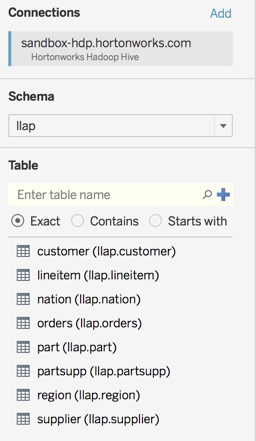 Connections Add
sandbox-hdp.hortonworks.com
Hortonworks Hadoop Hive
Schema
llap
Table
Enter table name
Exact Contains Starts with
customer (llap.customer)
lineitem (llap.lineitem)
nation (llap.nation)
orders (llap.orders)
part (llap.part)
partsupp (llap.partsupp)
region (llap.region)
supplier (llap.supplier)